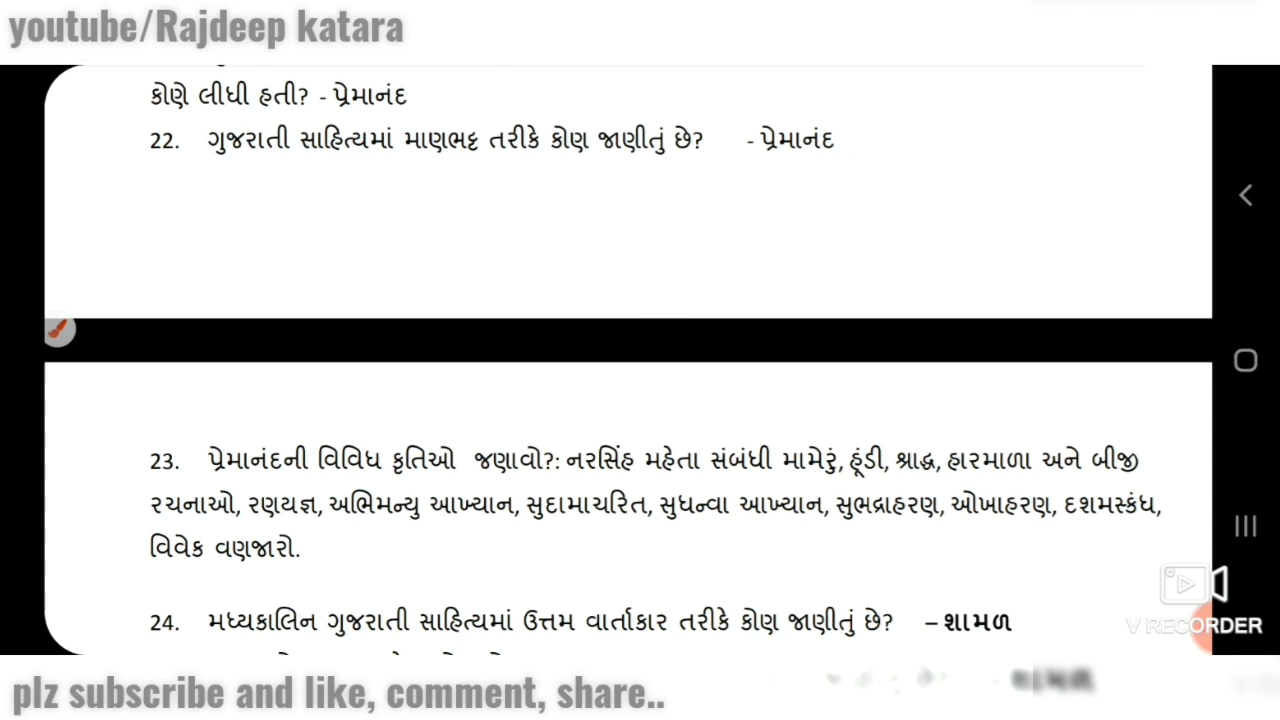 youtube/Rajdeep katara
કોણે લીધી હતી? - પ્રેમાનંદ
22. ગુજરાતી સાહિત્યમાં માણભટ્ટ તરીકે કોણ જાણીતું છે? - પ્રેમાનંદ
23. પ્રેમાનંદની વિવિધ કૃતિઓ જણાવો?: નરસિંહ મહેતા સંબંધી મામેરું, હૂંડી, શ્રાદ્ધ, હારમાળા અને બીજી
રચનાઓ, રણયજ્ઞ, અભિમન્યુ આખ્યાન, સુદામાચરિત, સુધન્વા આખ્યાન, સુભદ્રાહરણ, ઓખાહરણ, દશમસ્કંધ,
વિવેક વણજારો.
24. મધ્યકાલિન ગુજરાતી સાહિત્યમાં ઉત્તમ વાર્તાકાર તરીકે કોણ જાણીતું છે? – શામળ
V RECORDER
plz subscribe and like, comment, share..